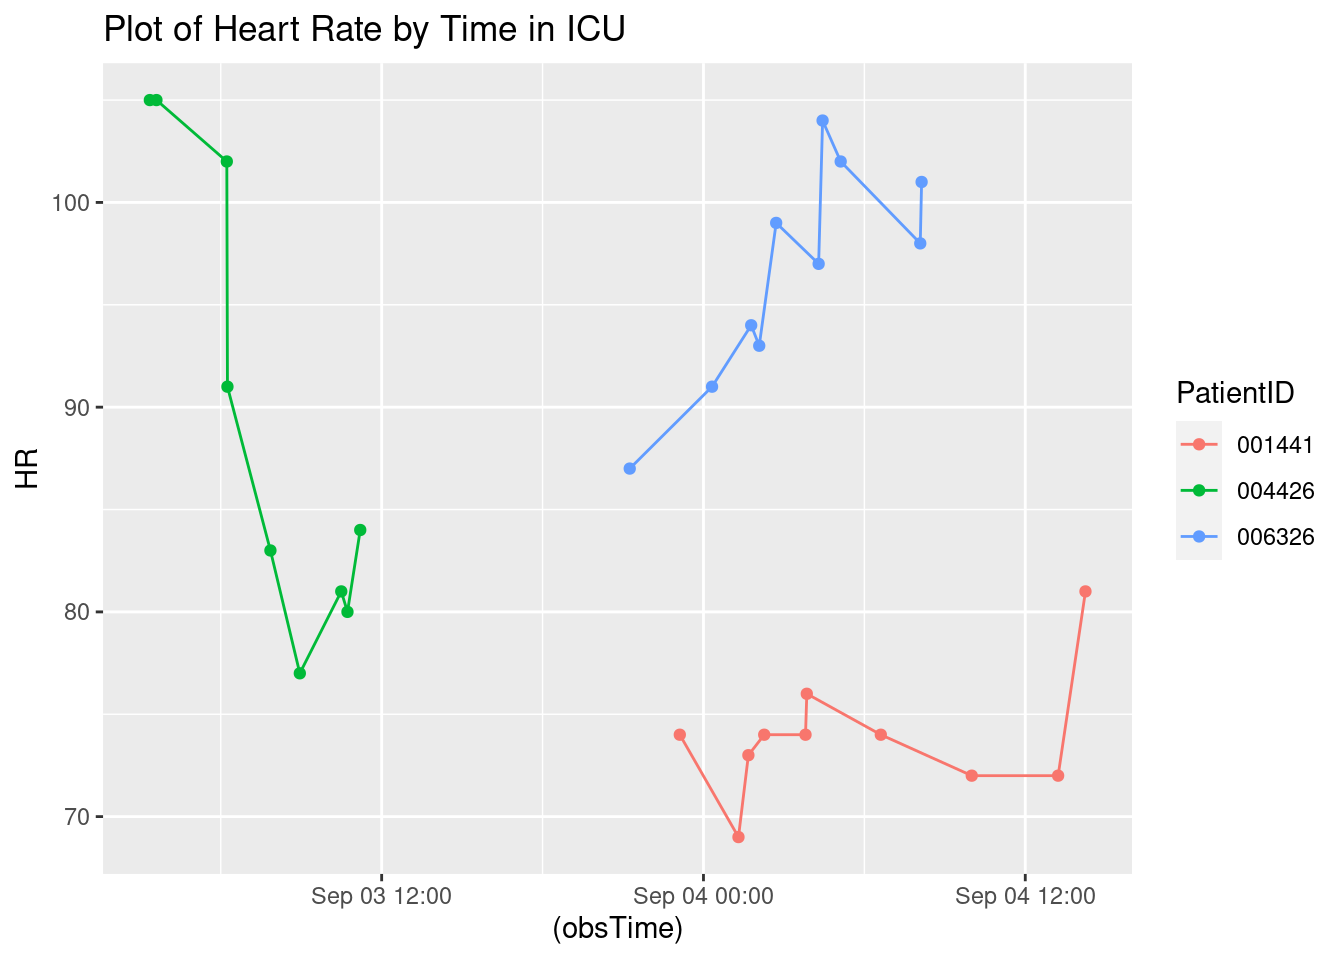 Plot of Heart Rate by Time in ICU
HR
100
90
80
70
Sep 03 12:00
Sep 04 00:00
Sep 04 12:00
(obsTime)
PatientID
001441
004426
006326